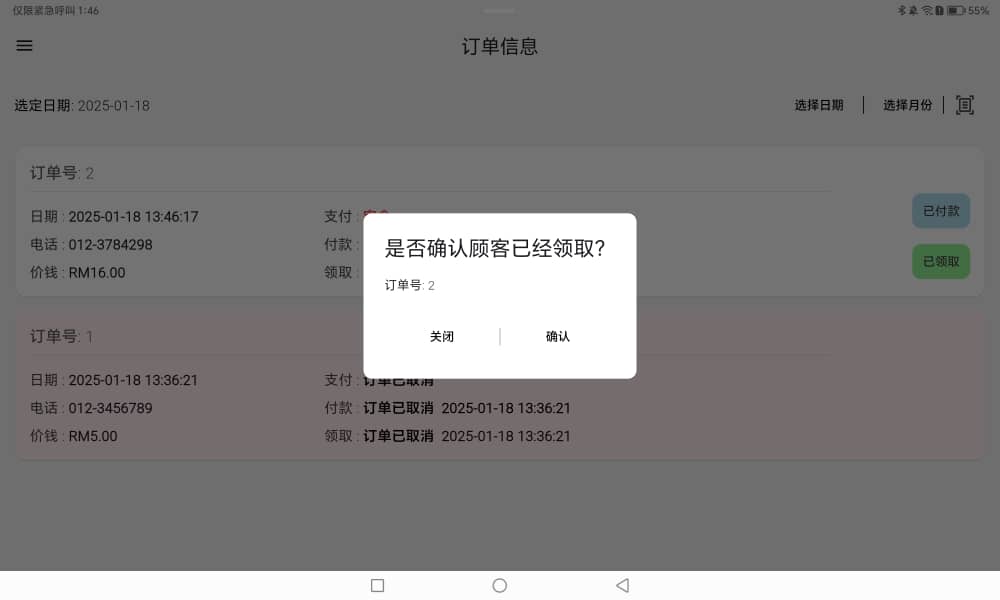 仅限紧急呼叫 1:46
55%
订单信息
选定日期: 2025-01-18
选择日期
选择月份
订单号: 2
日期 : 2025-01-18 13:46:17
支付 :
已付款
电话 : 012-3784298
付款 :
价钱 : RM16.00
领取 :
已领取
是否确认顾客已经领取?
订单号: 2
关闭
确认
订单号: 1
日期 : 2025-01-18 13:36:21
支付 : 订单已取消
电话 : 012-3456789
付款 : 订单已取消 2025-01-18 13:36:21
价钱 : RM5.00
领取 : 订单已取消 2025-01-18 13:36:21